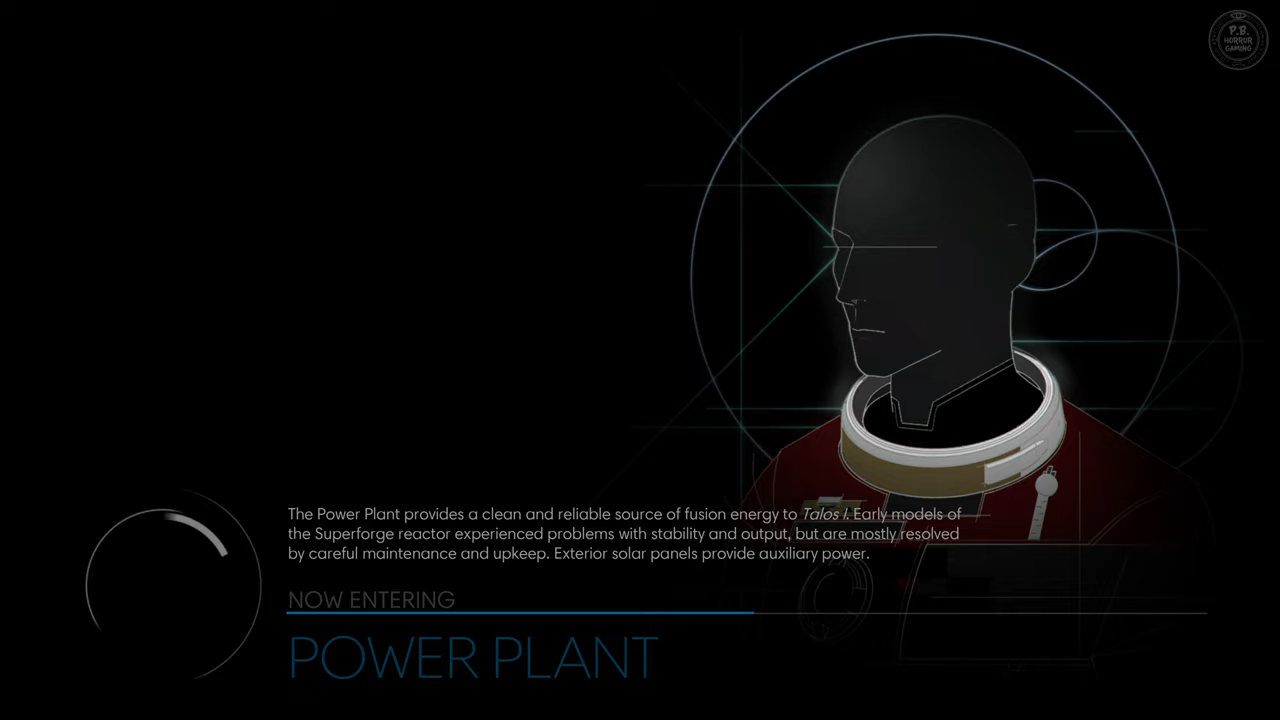 P.B.
HORROR
GAMING
The Power Plant provides a clean and reliable source of fusion energy to Talos I. Early models of
the Superforge reactor experienced problems with stability and output, but are mostly resolved
by careful maintenance and upkeep. Exterior solar panels provide auxiliary power.
NOW ENTERING
POWER PLANT